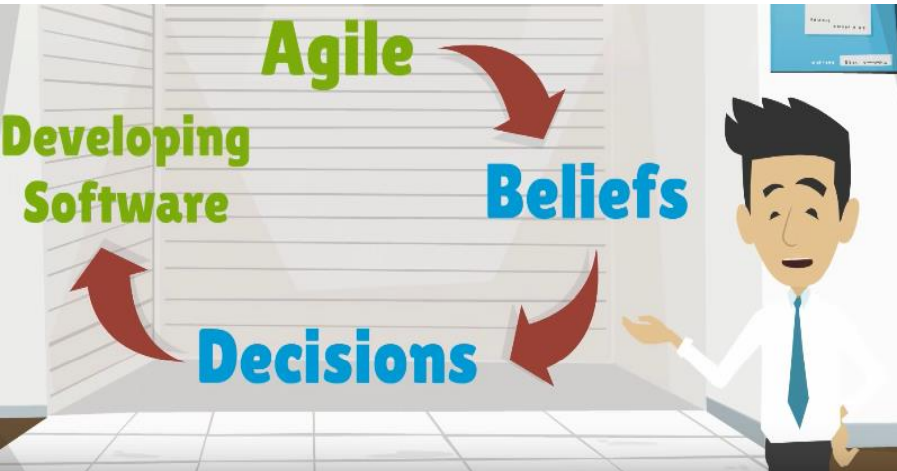 Agile
Beliefs
Decisions
Developing
Software